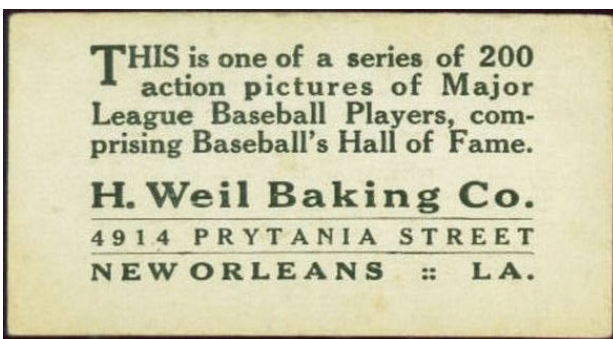 THIS is one of a series of 200
action pictures of Major
League Baseball Players, com-
prising Baseball's Hall of Fame.
H. Weil Baking Co.
4914 PRYTANIA STREET
NEW ORLEANS :: LA.